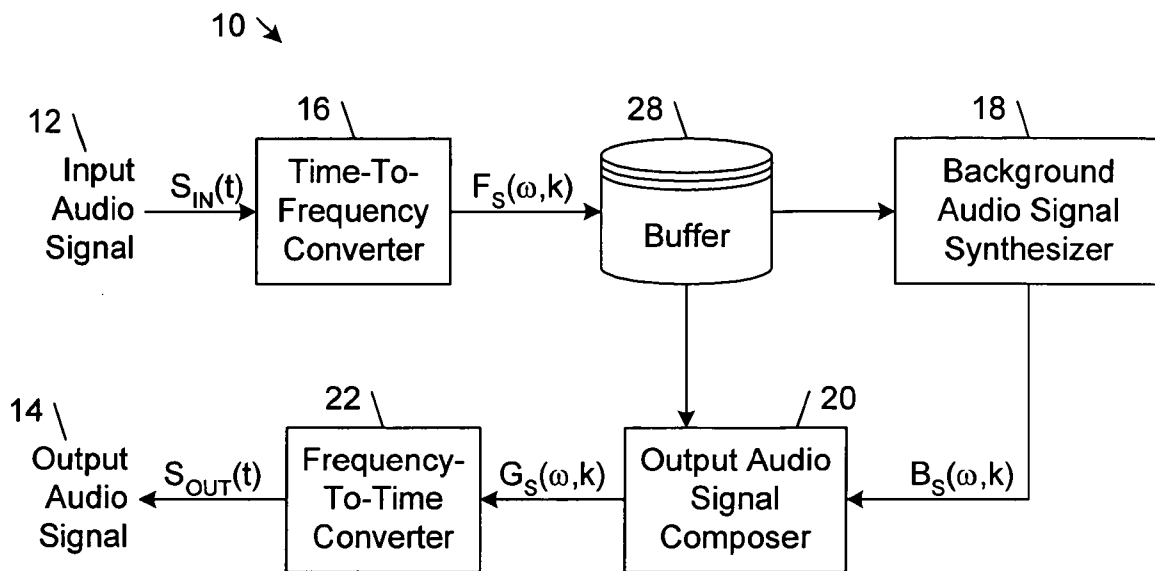 10
12
16
28
18
Input
Audio
Signal
S_IN(t)
Time-To-
Frequency
Converter
F_S(ω,k)
Buffer
Background
Audio Signal
Synthesizer
14
22
20
Output
Audio
Signal
S_OUT(t)
Frequency-
To-Time
Converter
G_S(ω,k)
Output Audio
Signal
Composer
B_S(ω,k)